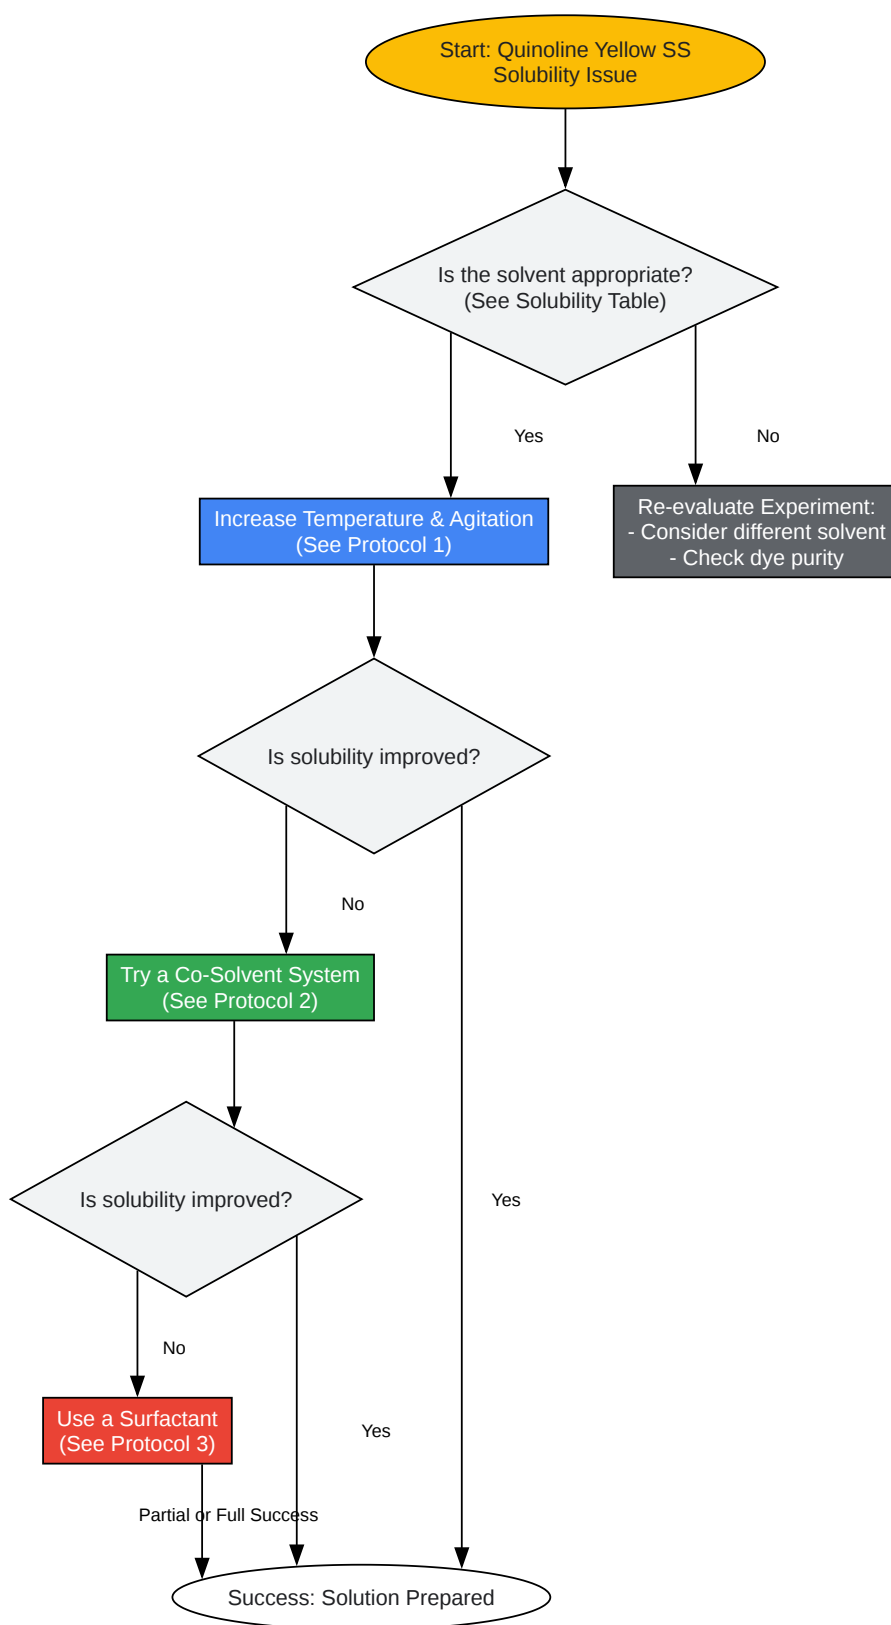 Start: Quinoline Yellow SS
Solubility Issue
Is the solvent appropriate?
(See Solubility Table)
Yes
No
Increase Temperature & Agitation
(See Protocol 1)
Re-evaluate Experiment:
- Consider different solvent
- Check dye purity
Is solubility improved?
No
Try a Co-Solvent System
(See Protocol 2)
Is solubility improved?
Yes
No
Use a Surfactant
(See Protocol 3)
Yes
Partial or Full Success
Success: Solution Prepared